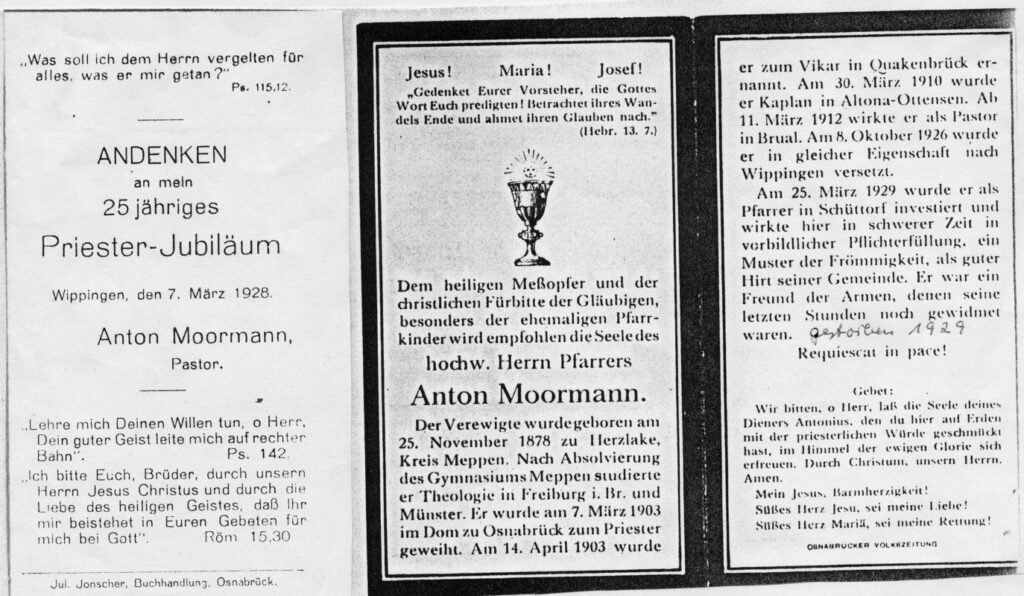 „Was soll ich dem Herrn vergelten für
alles, was er mir getan?"
Ps. 115,12.
ANDENKEN
an mein
25 jähriges
Priester-Jubiläum
Wippingen, den 7. März 1928.
Anton Moormann,
Pastor.
„Lehre mich Deinen Willen tun, o Herr,
Dein guter Geist leite mich auf rechter
Bahn". Ps. 142.
„Ich bitte Euch, Brüder, durch unsern
Herrn Jesus Christus und durch die
Liebe des heiligen Geistes, daß Ihr
mir beistehet in Euren Gebeten für
mich bei Gott". Röm 15,30
Jul. Jonscher, Buchhandlung, Osnabrück.
Jesus! Maria! Josef!
„Gedenket Eurer Vorsteher, die Gottes
Wort Euch predigten! Betrachtet ihres Wan-
dels Ende und ahmet ihren Glauben nach."
(Hebr. 13. 7.)
Dem heiligen Meßopfer und der
christlichen Fürbitte der Gläubigen,
besonders der ehemaligen Pfarr-
kinder wird empfohlen die Seele des
hochw. Herrn Pfarrers
Anton Moormann.
Der Verewigte wurde geboren am
25. November 1878 zu Herzlake,
Kreis Meppen. Nach Absolvierung
des Gymnasiums Meppen studierte
er Theologie in Freiburg i. Br. und
Münster. Er wurde am 7. März 1903
im Dom zu Osnabrück zum Priester
geweiht. Am 14. April 1903 wurde
er zum Vikar in Quakenbrück er-
nannt. Am 30. März 1910 wurde
er Kaplan in Altona-Ottensen. Ab
11. März 1912 wirkte er als Pastor
in Brual. Am 8. Oktober 1926 wurde
er in gleicher Eigenschaft nach
Wippingen versetzt.
Am 25. März 1929 wurde er als
Pfarrer in Schüttorf investiert und
wirkte hier in schwerer Zeit in
vorbildlicher Pflichterfüllung, ein
Muster der Frömmigkeit, als guter
Hirt seiner Gemeinde. Er war ein
Freund der Armen, denen seine
letzten Stunden noch gewidmet
waren. gestorben 1929
Requiescat in pace!
Gebet:
Wir bitten, o Herr, laß die Seele deines
Dieners Antonius, den du hier auf Erden
mit der priesterlichen Würde geschmückt
hast, im Himmel der ewigen Glorie sich
erfreuen. Durch Christum, unsern Herrn.
Amen.
Mein Jesus, Barmherzigkeit!
Süßes Herz Jesu, sei meine Liebe!
Süßes Herz Mariä, sei meine Rettung!
OSNABRÜCKER VOLKSZEITUNG